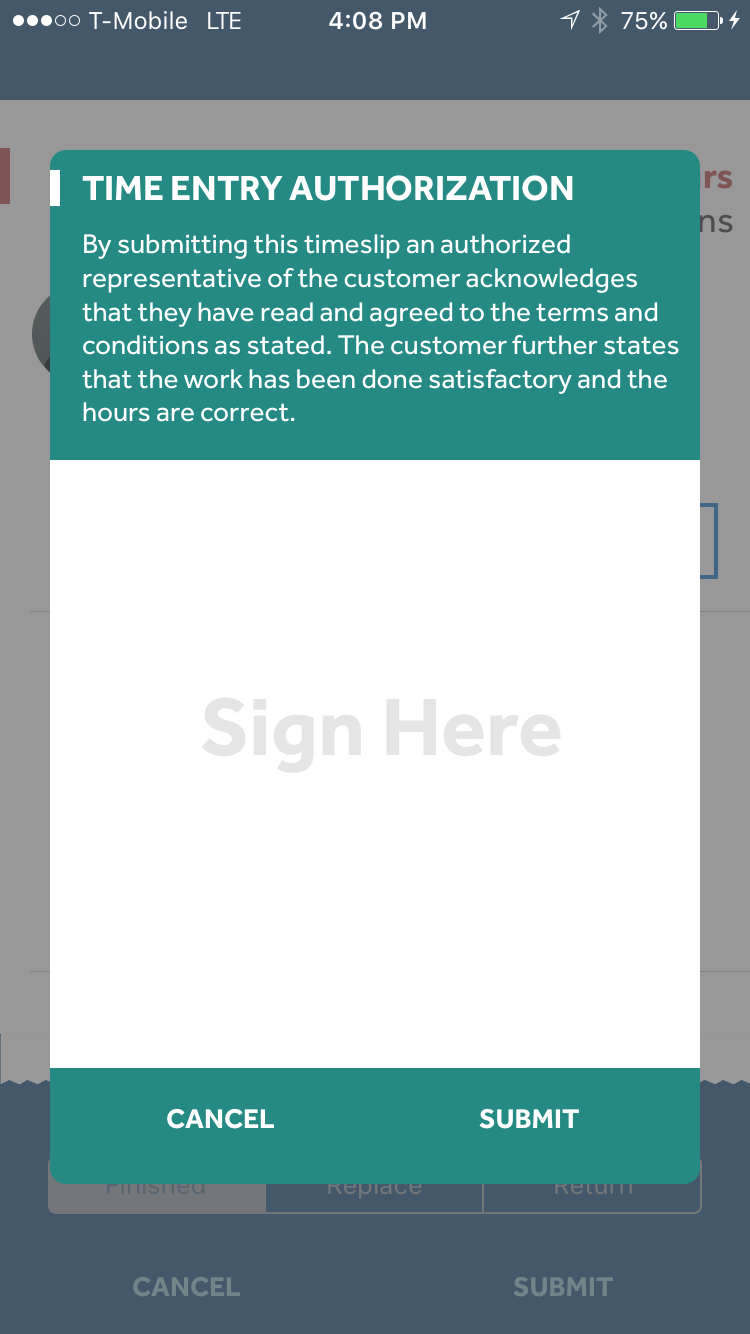 T-Mobile LTE 4:08 PM 75%
rs
ns
TIME ENTRY AUTHORIZATION
By submitting this timeslip an authorized
representative of the customer acknowledges
that they have read and agreed to the terms and
conditions as stated. The customer further states
that the work has been done satisfactory and the
hours are correct.
Sign Here
CANCEL SUBMIT
Finished Replace Return
CANCEL SUBMIT